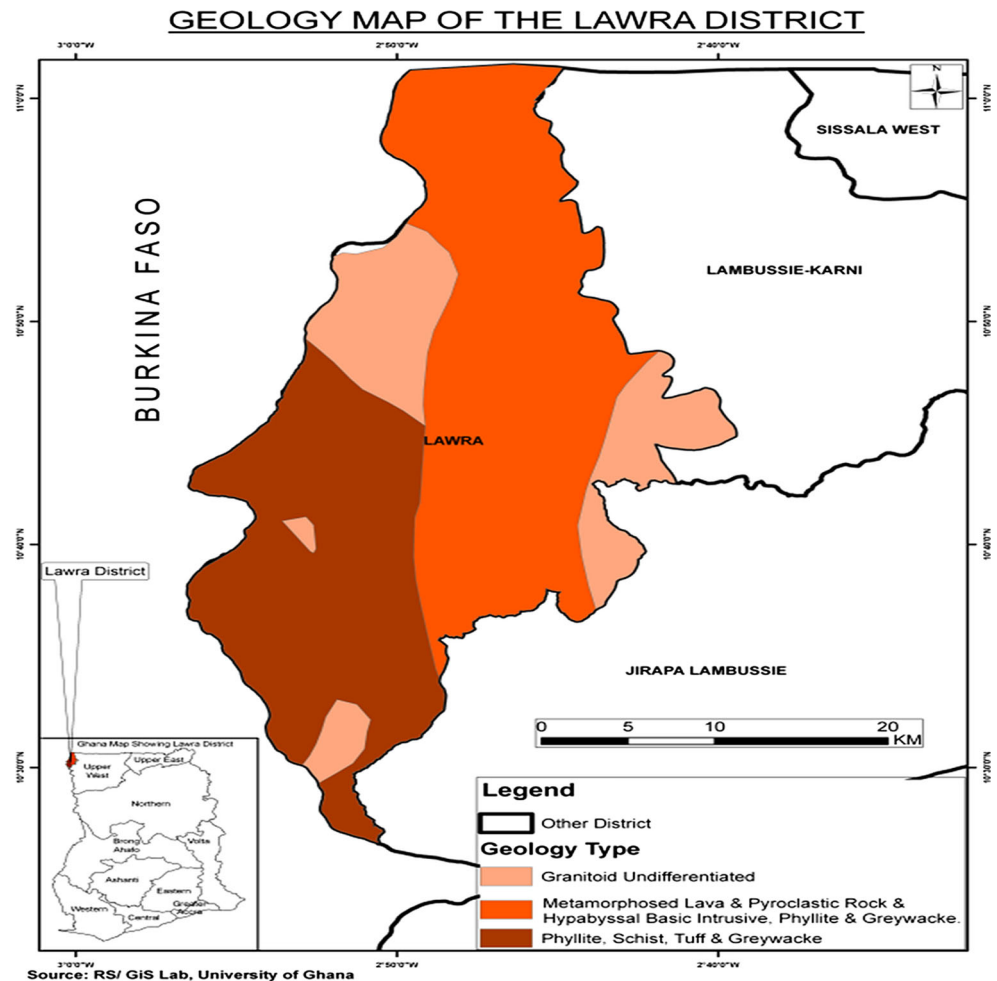 GEOLOGY MAP OF THE LAWRA DISTRICT
3°0'0"W
2°50'0"W
2°40'0"W
N
11°0'0"N
11°0'0"N
SISSALA WEST
BURKINA FASO
LAMBUSSIE-KARNI
10°50'0"N
10°50'0"N
LAWRA
10°40'0"N
10°40'0"N
Lawra District
JIRAPA LAMBUSSIE
0 5 10 20
KM
10°30'0"N
10°30'0"N
Ghana Map Showing Lawra District
Upper
West
Upper East
Northern
Brong
Ahafo
Volta
Ashanti
Eastern
Western
Greater
Accra
Central
Legend
Other District
Geology Type
Granitoid Undifferentiated
Metamorphosed Lava & Pyroclastic Rock &
Hypabyssal Basic Intrusive, Phyllite & Greywacke.
Phyllite, Schist, Tuff & Greywacke
3°0'0"W
2°50'0"W
2°40'0"W
Source: RS/ GiS Lab, University of Ghana